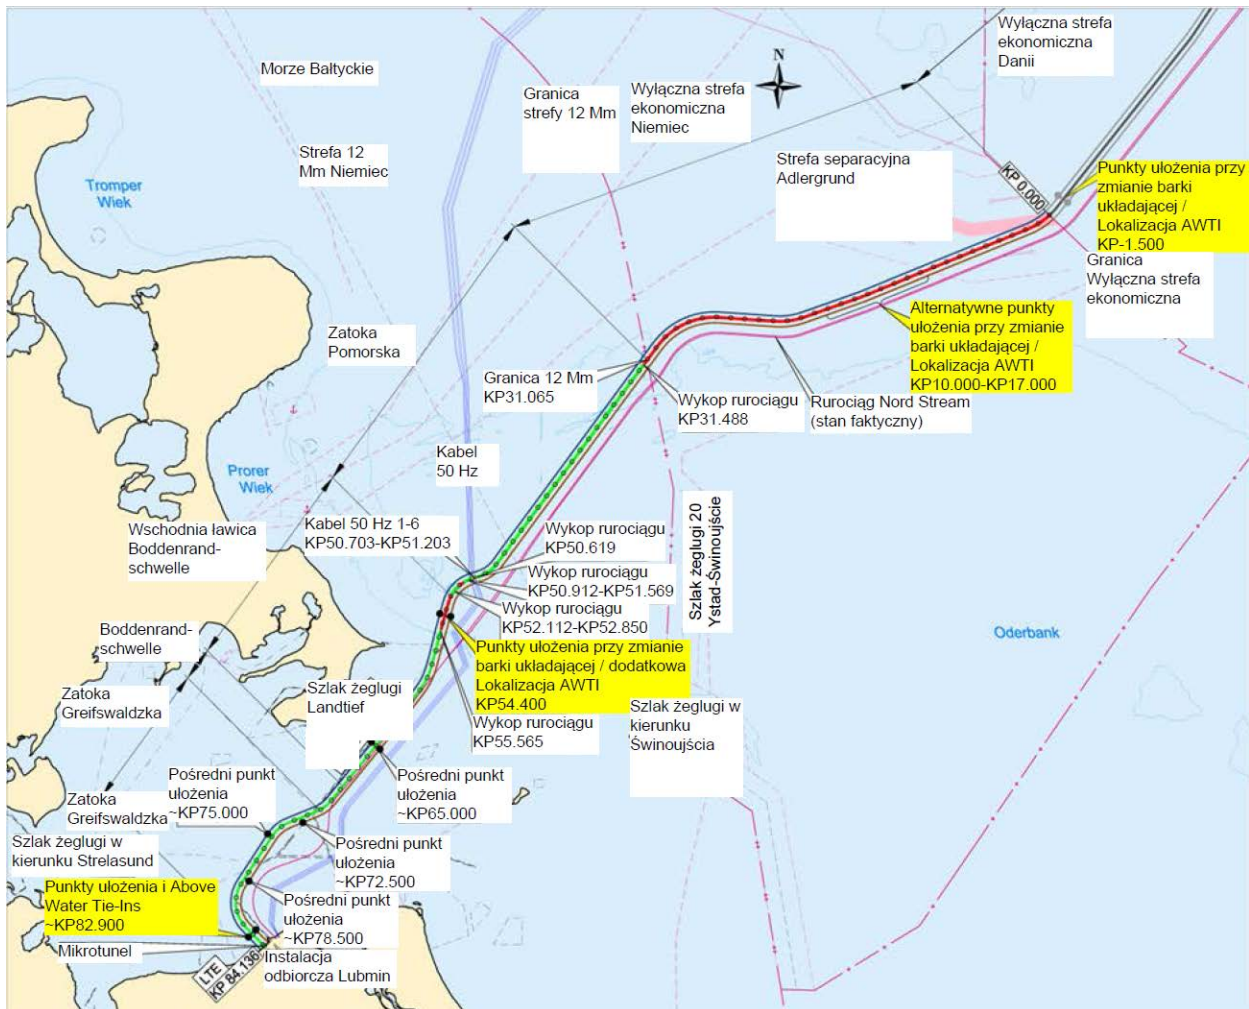 Wyłączna strefa
ekonomiczna
Danii
N
Morze Bałtyckie
Granica
strefy 12 Mm
Wyłączna strefa
ekonomiczna
Niemiec
Strefa 12
Mm Niemiec
Strefa separacyjna
Adlergrund
KP 0.000
Punkty ułożenia przy
zmianie barki
układającej /
Lokalizacja AWTI
KP-1.500
Tromper
Wiek
Granica
Wyłączna strefa
ekonomiczna
Alternatywne punkty
ułożenia przy zmianie
barki układającej /
Lokalizacja AWTI
KP10.000-KP17.000
Zatoka
Pomorska
Granica 12 Mm
KP31.065
Wykop rurociągu
KP31.488
Rurociąg Nord Stream
(stan faktyczny)
Kabel
50 Hz
Prorer
Wiek
Szlak żeglugi 20
Ystad-Świnoujście
Wschodnia ławica
Boddenrand-
schwelle
Kabel 50 Hz 1-6
KP50.703-KP51.203
Wykop rurociągu
KP50.619
Wykop rurociągu
KP50.912-KP51.569
Wykop rurociągu
KP52.112-KP52.850
Boddenrand-
schwelle
Oderbank
Punkty ułożenia przy zmianie
barki układającej / dodatkowa
Lokalizacja AWTI
KP54.400
Zatoka
Greifswaldzka
Szlak żeglugi
Landtief
Wykop rurociągu
KP55.565
Szlak żeglugi w
kierunku
Świnoujścia
Pośredni punkt
ułożenia
~KP75.000
Pośredni punkt
ułożenia
~KP65.000
Zatoka
Greifswaldzka
Szlak żeglugi w
kierunku Strelasund
Pośredni punkt
ułożenia
~KP72.500
Punkty ułożenia i Above
Water Tie-Ins
~KP82.900
Pośredni punkt
ułożenia
~KP78.500
Mikrotunel
Instalacja
odbiorcza Lubmin
LTE
KP 84.136